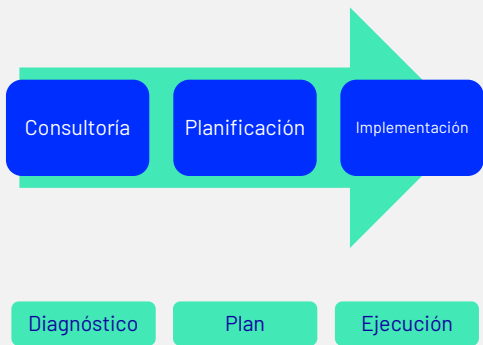 Consultoría
Planificación
Implementación
Diagnóstico
Plan
Ejecución